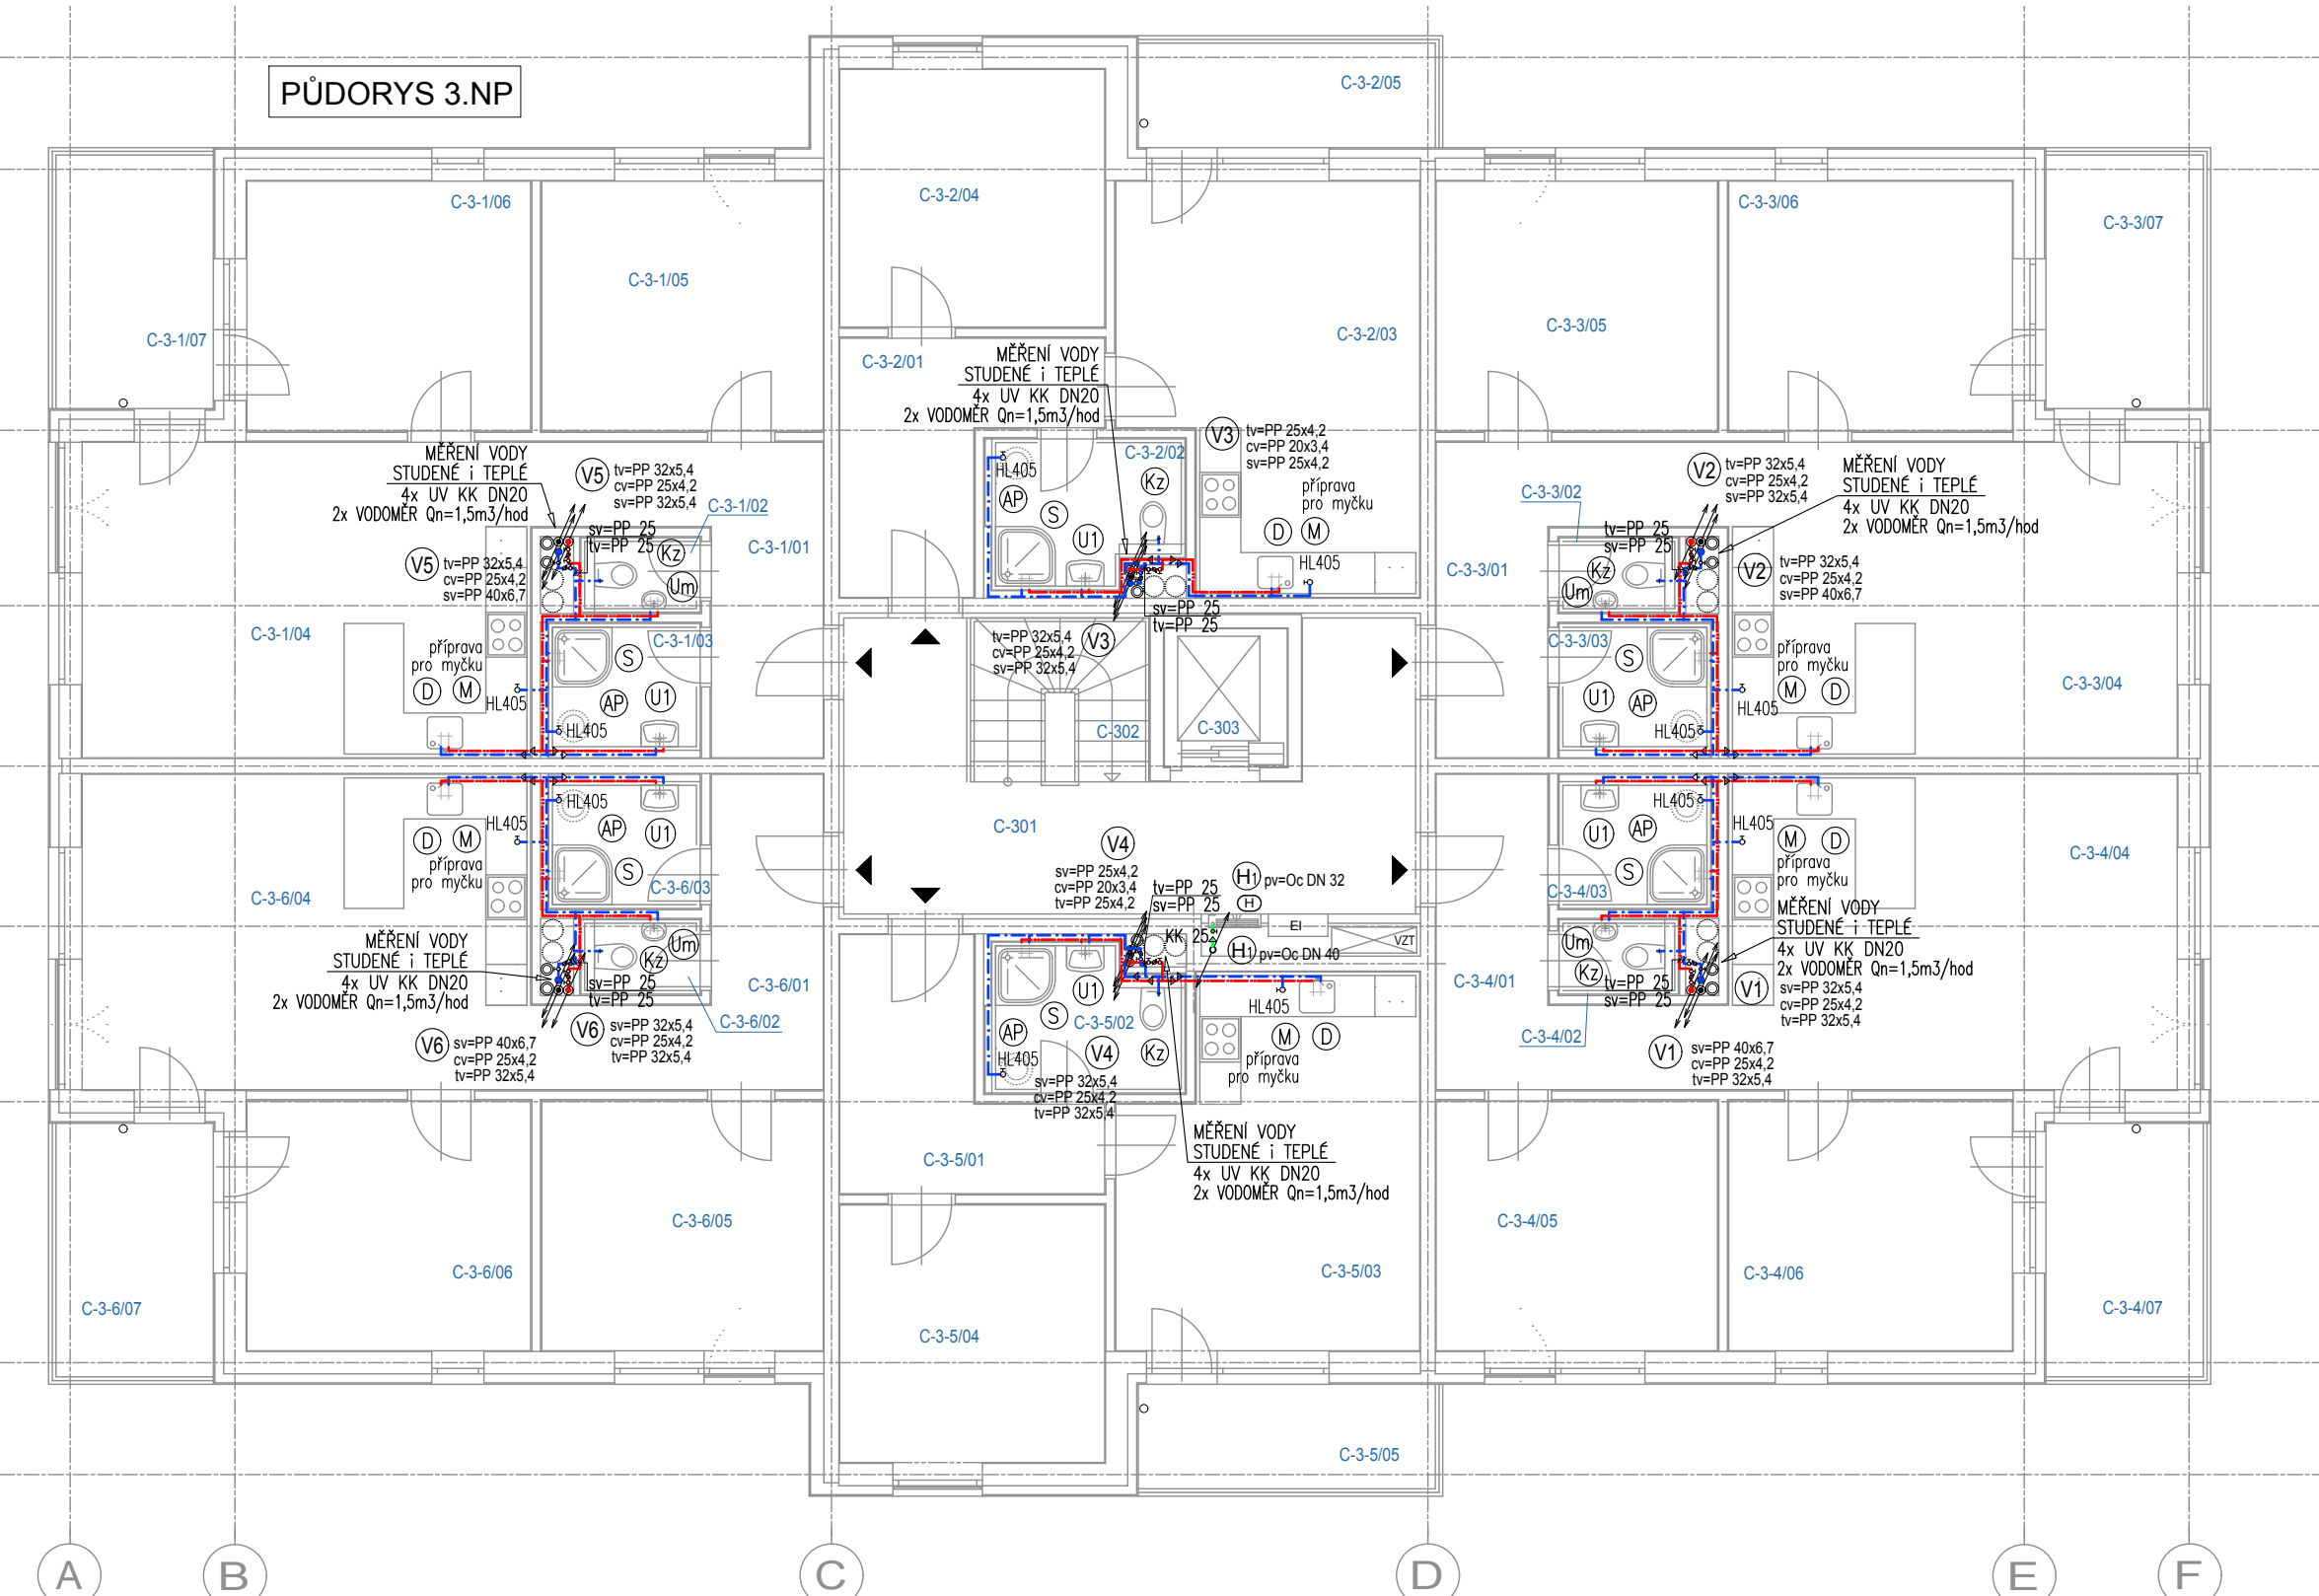 PŮDORYS 3.NP
C-3-2/05
C-3-1/06
C-3-2/04
C-3-3/06
C-3-3/07
C-3-1/05
C-3-1/07
C-3-2/01
C-3-2/03
C-3-3/05
MĚŘENÍ VODY
STUDENÉ i TEPLÉ
4x UV KK DN20
2x VODOMĚR Qn=1,5m3/hod
MĚŘENÍ VODY
STUDENÉ i TEPLÉ
4x UV KK DN20
2x VODOMĚR Qn=1,5m3/hod
V5
tv=PP 32x5,4
cv=PP 25x4,2
sv=PP 32x5,4
C-3-1/02
sv=PP 25
tv=PP 25
Kz
Um
V5
tv=PP 32x5,4
cv=PP 25x4,2
sv=PP 40x6,7
C-3-1/01
C-3-1/04
C-3-1/03
příprava
pro myčku
D
M
HL405
S
AP
U1
HL405
HL405
C-3-2/02
AP
S
U1
Kz
V3
tv=PP 25x4,2
cv=PP 20x3,4
sv=PP 25x4,2
příprava
pro myčku
D
M
HL405
sv=PP 25
tv=PP 25
tv=PP 32x5,4
cv=PP 25x4,2
sv=PP 32x5,4
V3
C-302
C-303
C-301
C-3-3/02
V2
tv=PP 32x5,4
cv=PP 25x4,2
sv=PP 32x5,4
MĚŘENÍ VODY
STUDENÉ i TEPLÉ
4x UV KK DN20
2x VODOMĚR Qn=1,5m3/hod
tv=PP 25
sv=PP 25
Kz
Um
V2
tv=PP 32x5,4
cv=PP 25x4,2
sv=PP 40x6,7
C-3-3/01
C-3-3/03
S
U1
AP
HL405
příprava
pro myčku
M
D
HL405
C-3-3/04
HL405
D
M
příprava
pro myčku
HL405
AP
U1
S
C-3-6/04
C-3-6/03
MĚŘENÍ VODY
STUDENÉ i TEPLÉ
4x UV KK DN20
2x VODOMĚR Qn=1,5m3/hod
Um
Kz
sv=PP 25
tv=PP 25
C-3-6/01
C-3-6/02
V6
sv=PP 40x6,7
cv=PP 25x4,2
tv=PP 32x5,4
V6
sv=PP 32x5,4
cv=PP 25x4,2
tv=PP 32x5,4
V4
sv=PP 25x4,2
cv=PP 20x3,4
tv=PP 25x4,2
tv=PP 25
sv=PP 25
H1
pv=Oc DN 32
H
EI
KK 25
H1
pv=Oc DN 40
VZT
U1
S
AP
C-3-5/02
HL405
V4
Kz
sv=PP 32x5,4
cv=PP 25x4,2
tv=PP 32x5,4
HL405
M
D
příprava
pro myčku
MĚŘENÍ VODY
STUDENÉ i TEPLÉ
4x UV KK DN20
2x VODOMĚR Qn=1,5m3/hod
HL405
U1
AP
S
HL405
M
D
příprava
pro myčku
C-3-4/04
C-3-4/03
MĚŘENÍ VODY
STUDENÉ i TEPLÉ
4x UV KK DN20
2x VODOMĚR Qn=1,5m3/hod
Um
Kz
tv=PP 25
sv=PP 25
V1
sv=PP 32x5,4
cv=PP 25x4,2
tv=PP 32x5,4
C-3-4/01
C-3-4/02
V1
sv=PP 40x6,7
cv=PP 25x4,2
tv=PP 32x5,4
C-3-5/01
C-3-6/05
C-3-4/05
C-3-6/06
C-3-5/03
C-3-4/06
C-3-6/07
C-3-5/04
C-3-4/07
C-3-5/05
A
B
C
D
E
F